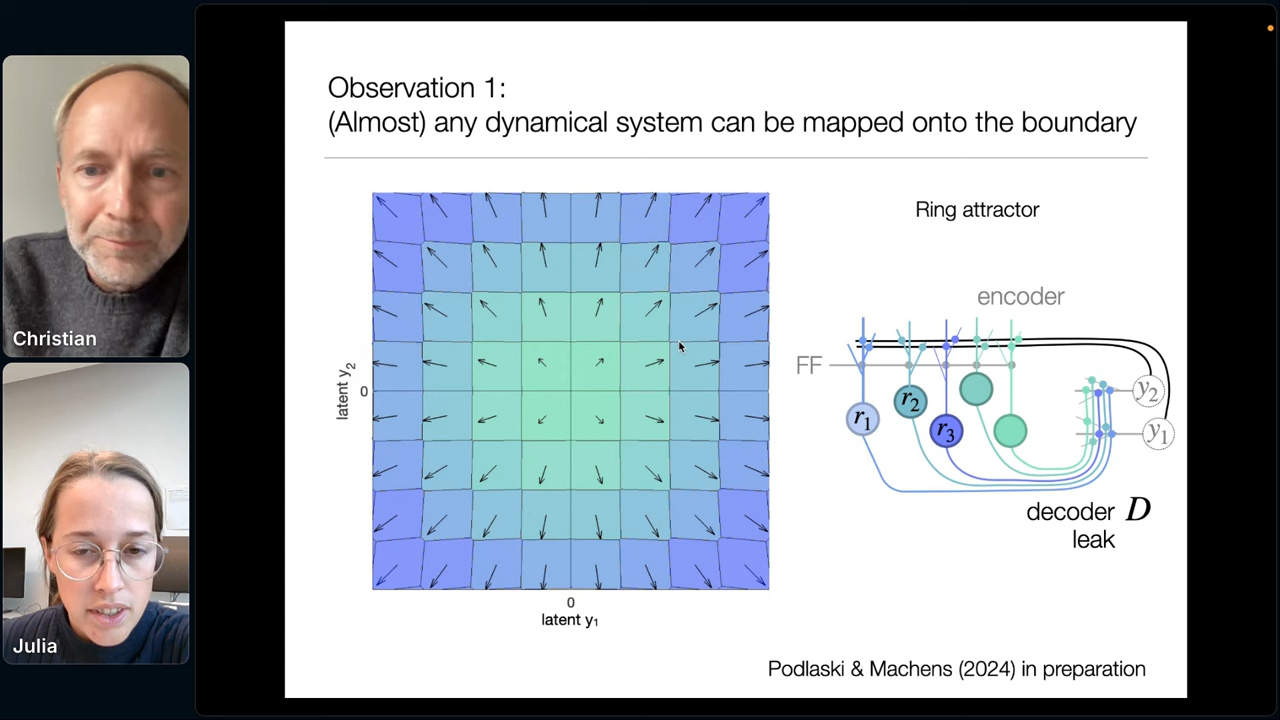 Observation 1:
(Almost) any dynamical system can be mapped onto the boundary
Ring attractor
encoder
FF
r1
r2
r3
y2
y1
decoder D
leak
latent y2
0
0
latent y1
Podlaski & Machens (2024) in preparation
Christian
Julia